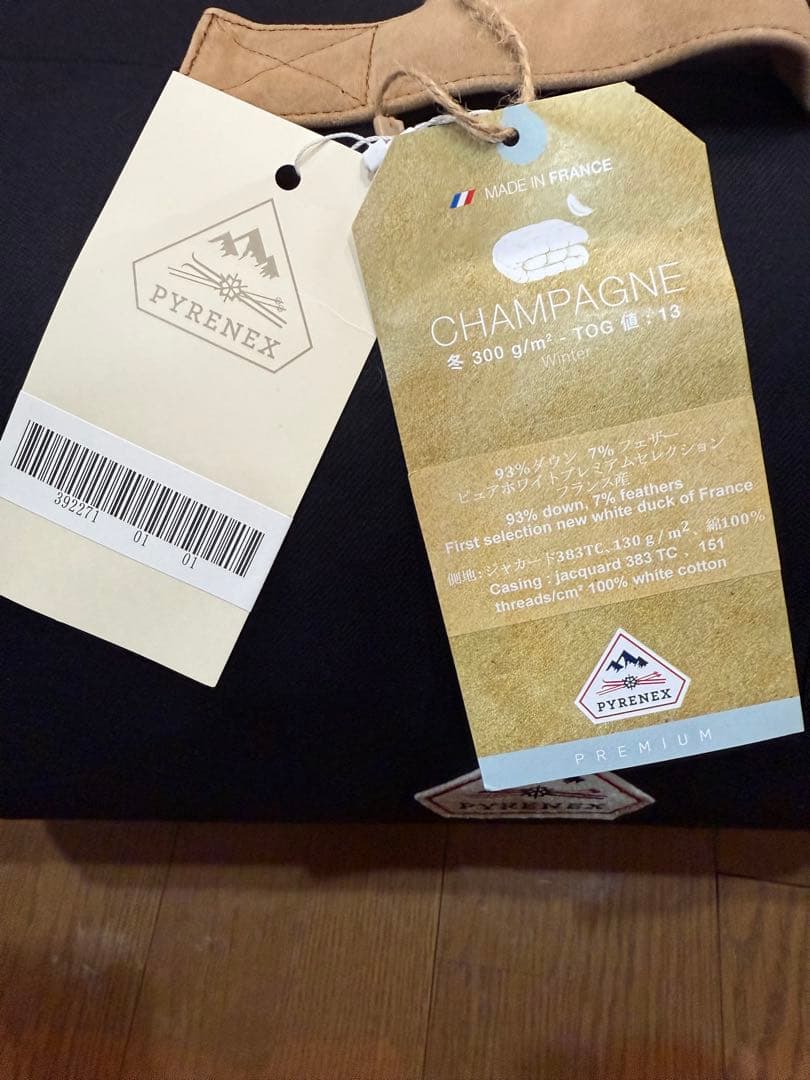 PYRENEX
392271 01 01
MADE IN FRANCE
CHAMPAGNE
冬 300 g/m² - TOG 値 : 13
Winter
93%ダウン 7%フェザー
ピュアホワイトプレミアムセレクション
フランス産
93% down, 7% feathers
First selection new white duck of France
側地:ジャカード383TC、130 g/m²、綿100%
Casing : jacquard 383 TC 、 151
threads/cm² 100% white cotton
PYRENEX
PREMIUM
PYRENEX